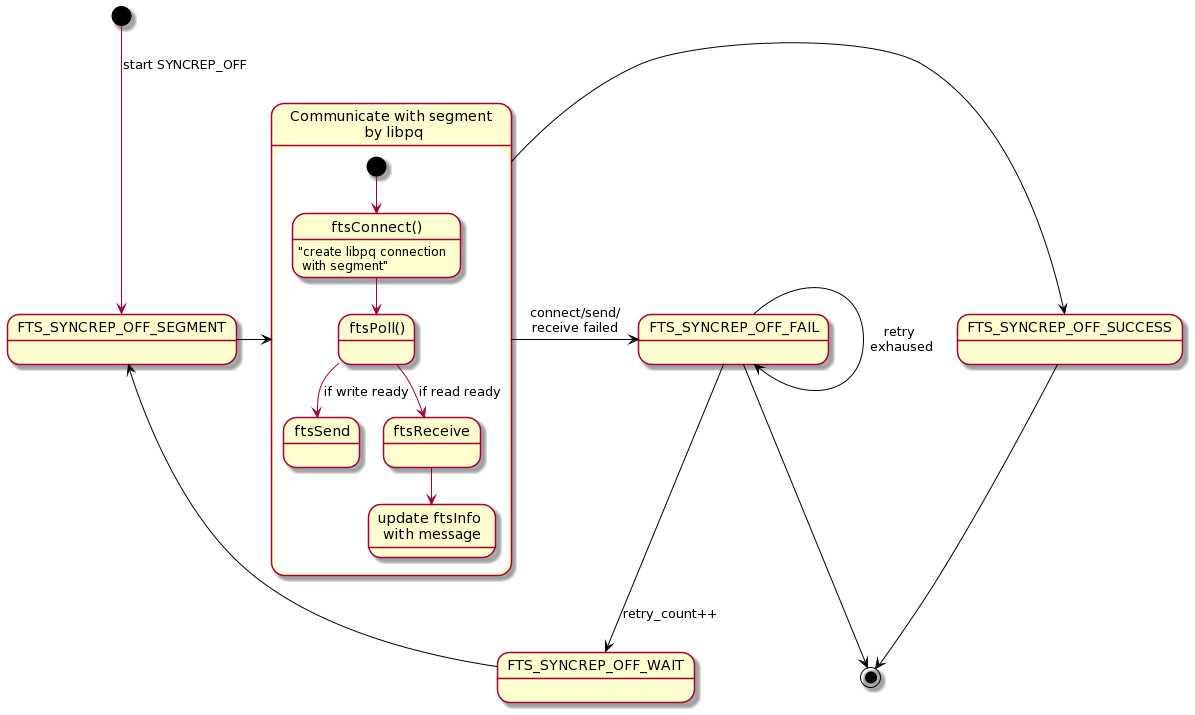 start SYNCREP_OFF
Communicate with segment
by libpq
ftsConnect()
"create libpq connection
with segment"
connect/send/
receive failed
FTS_SYNCREP_OFF_SEGMENT
ftsPoll()
FTS_SYNCREP_OFF_FAIL
retry
exhaused
FTS_SYNCREP_OFF_SUCCESS
if write ready
if read ready
ftsSend
ftsReceive
update ftsInfo
with message
retry_count++
FTS_SYNCREP_OFF_WAIT